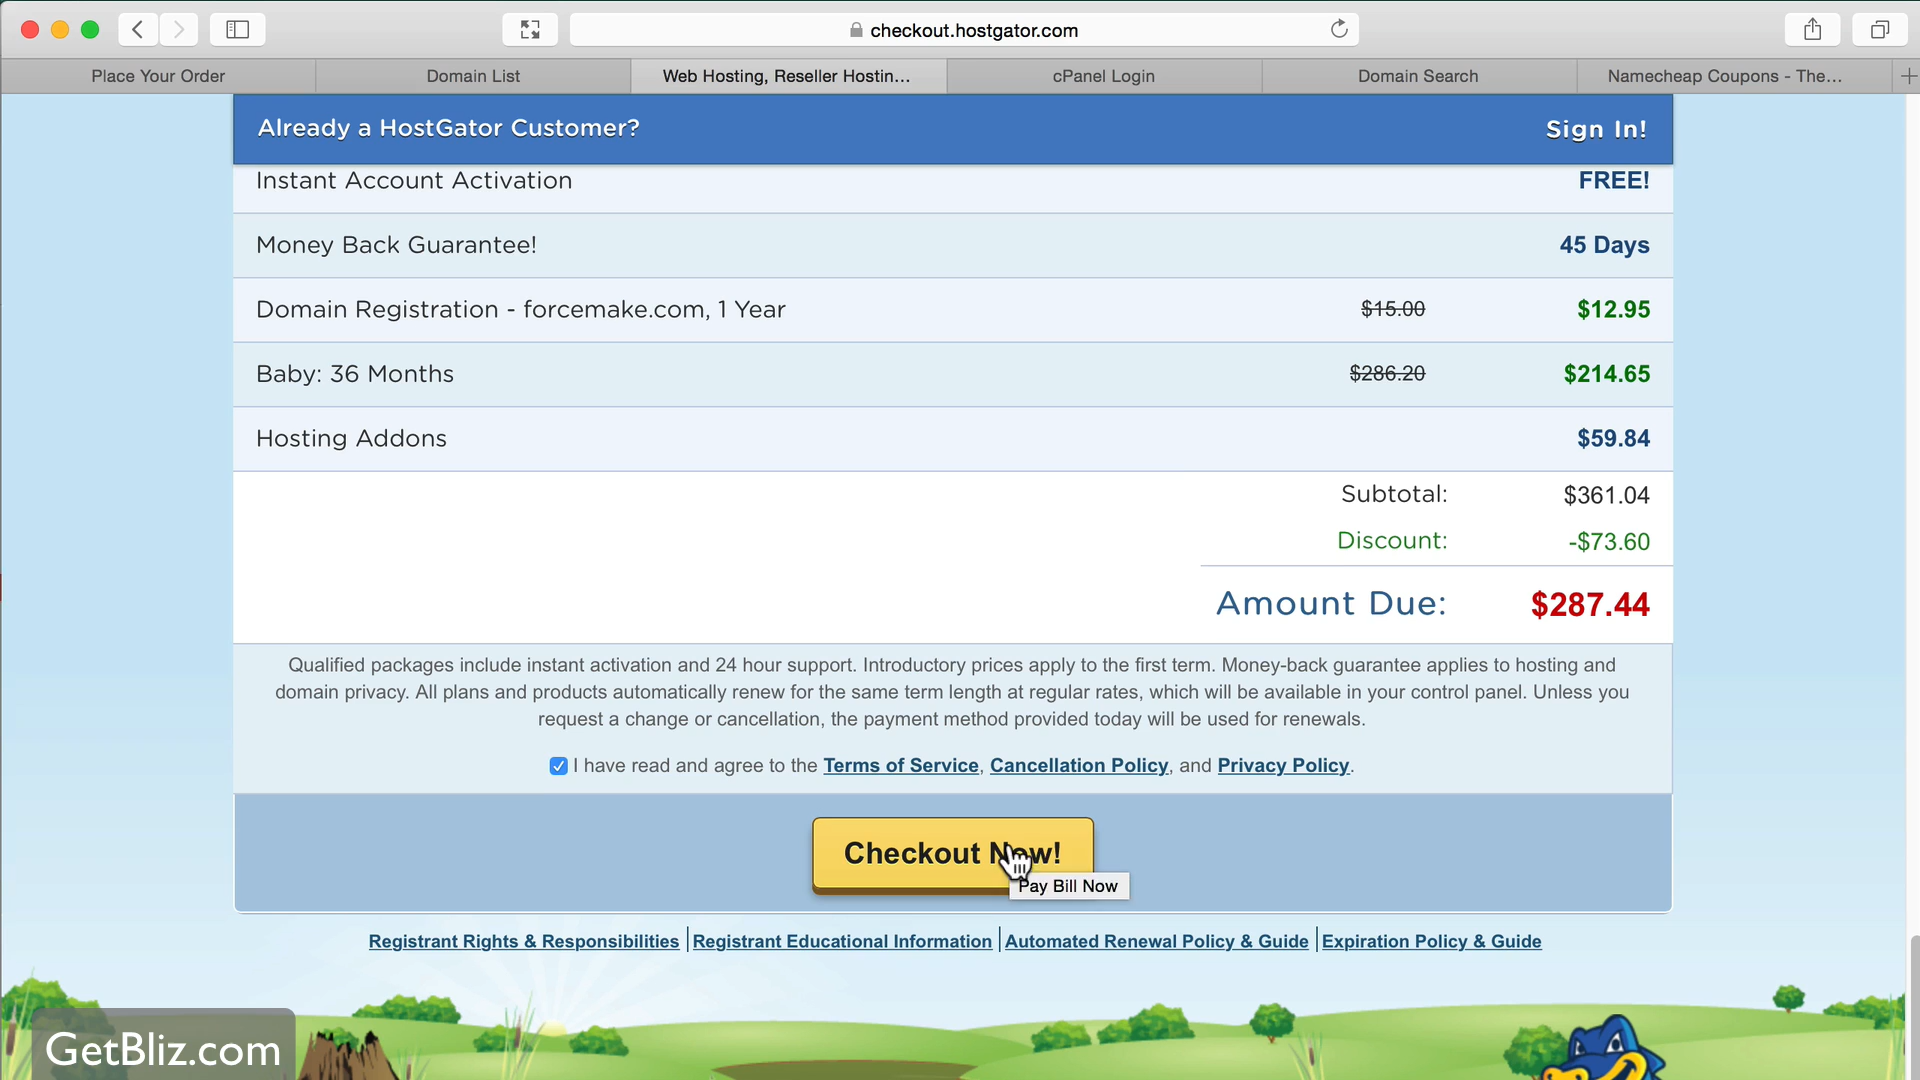 checkout.hostgator.com
Place Your Order
Domain List
Web Hosting, Reseller Hostin...
cPanel Login
Domain Search
Namecheap Coupons - The...
Already a HostGator Customer? Sign In!
Instant Account Activation FREE!
Money Back Guarantee! 45 Days
Domain Registration - forcemake.com, 1 Year $15.00 $12.95
Baby: 36 Months $286.20 $214.65
Hosting Addons $59.84
Subtotal: $361.04
Discount: -$73.60
Amount Due: $287.44
Qualified packages include instant activation and 24 hour support. Introductory prices apply to the first term. Money-back guarantee applies to hosting and
domain privacy. All plans and products automatically renew for the same term length at regular rates, which will be available in your control panel. Unless you
request a change or cancellation, the payment method provided today will be used for renewals.
I have read and agree to the Terms of Service, Cancellation Policy, and Privacy Policy.
Checkout Now!
Pay Bill Now
Registrant Rights & Responsibilities | Registrant Educational Information | Automated Renewal Policy & Guide | Expiration Policy & Guide
GetBliz.com